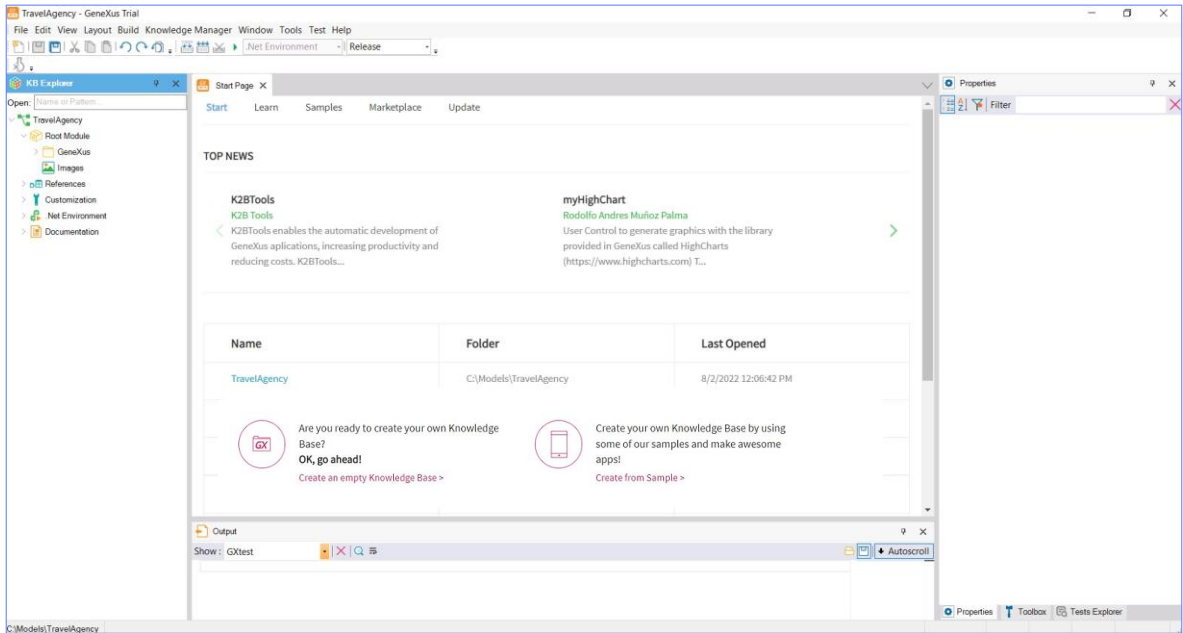 TravelAgency - GeneXus Trial
File Edit View Layout Build Knowledge Manager Window Tools Test Help
.Net Environment Release
KB Explorer
Open: Name or Pattern...
TravelAgency
Root Module
GeneXus
Images
References
Customization
.Net Environment
Documentation
Start Page
Start Learn Samples Marketplace Update
TOP NEWS
K2BTools
K2B Tools
K2BTools enables the automatic development of
GeneXus aplications, increasing productivity and
reducing costs. K2BTools...
myHighChart
Rodolfo Andres Muñoz Palma
User Control to generate graphics with the library
provided in GeneXus called HighCharts
(https://www.highcharts.com) T...
Name Folder Last Opened
TravelAgency C:\Models\TravelAgency 8/2/2022 12:06:42 PM
GX
Are you ready to create your own Knowledge
Base?
OK, go ahead!
Create an empty Knowledge Base >
Create your own Knowledge Base by using
some of our samples and make awesome
apps!
Create from Sample >
Output
Show: GXtest
Autoscroll
Properties
Filter
Properties Toolbox Tests Explorer
C:\Models\TravelAgency